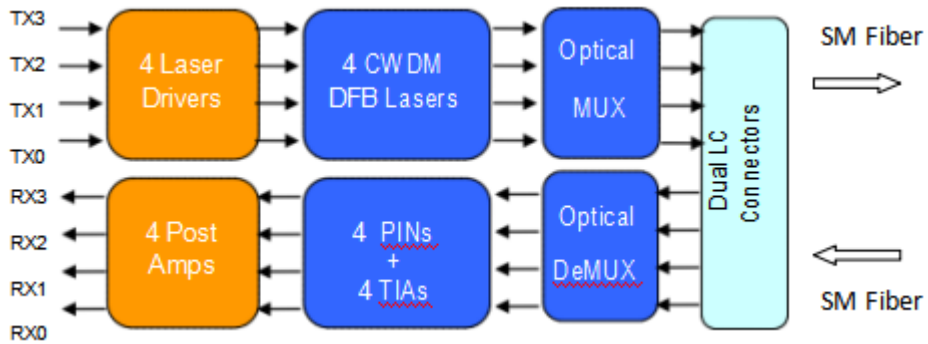 TX3
TX2
TX1
TX0
4 Laser
Drivers
4 CWDM
DFB Lasers
Optical
MUX
Dual LC
Connectors
SM Fiber
RX3
RX2
RX1
RX0
4 Post
Amps
4 PINs
+
4 TIAs
Optical
DeMUX
SM Fiber